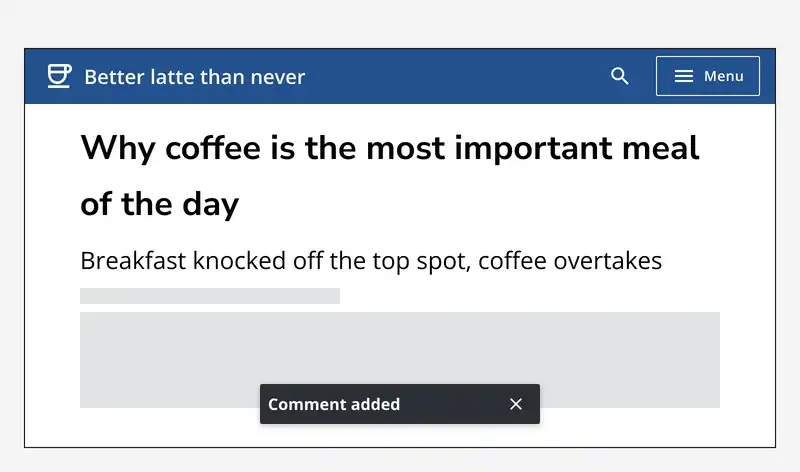 Better latte than never
Menu
Why coffee is the most important meal
of the day
Breakfast knocked off the top spot, coffee overtakes
Comment added